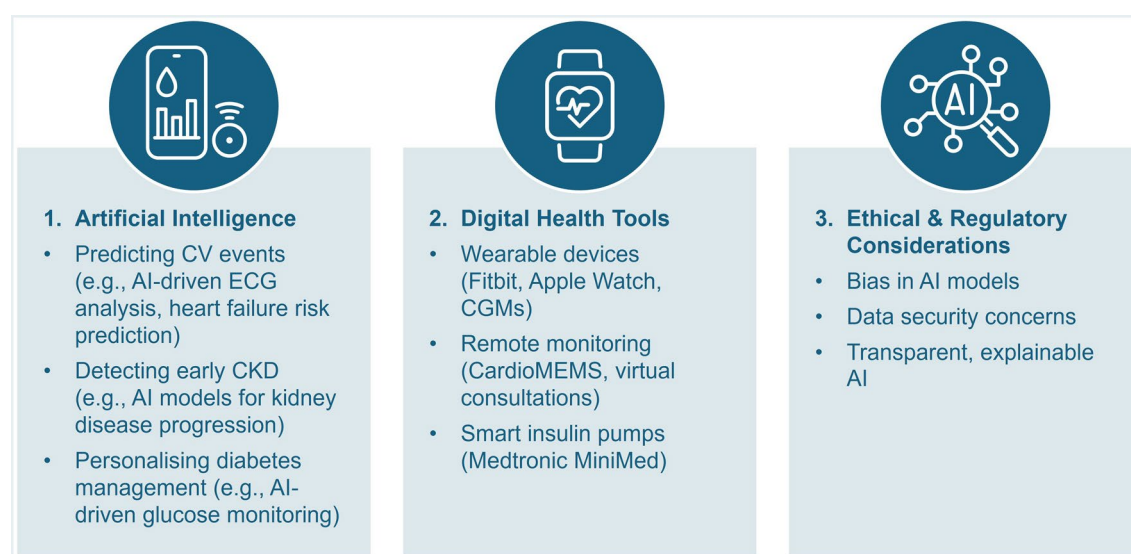 AI
1. Artificial Intelligence
• Predicting CV events
(e.g., AI-driven ECG
analysis, heart failure risk
prediction)
• Detecting early CKD
(e.g., AI models for kidney
disease progression)
• Personalising diabetes
management (e.g., AI-
driven glucose monitoring)
2. Digital Health Tools
• Wearable devices
(Fitbit, Apple Watch,
CGMs)
• Remote monitoring
(CardioMEMS, virtual
consultations)
• Smart insulin pumps
(Medtronic MiniMed)
3. Ethical & Regulatory
Considerations
• Bias in AI models
• Data security concerns
• Transparent, explainable
AI